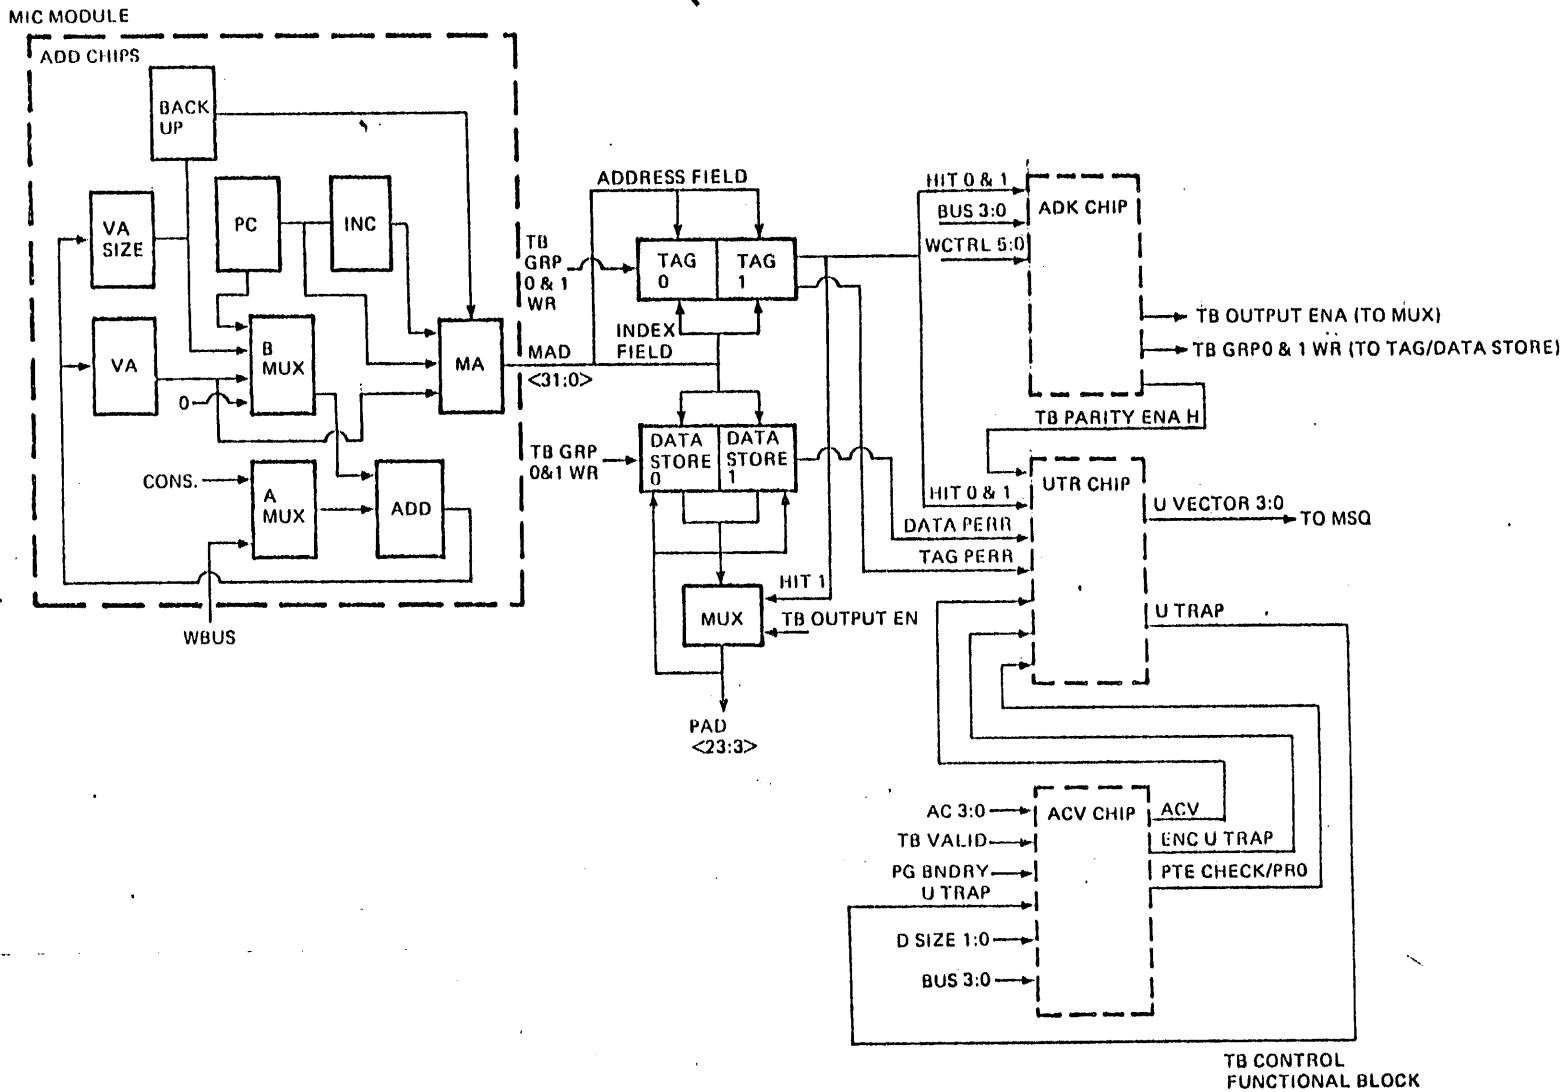 MIC MODULE
ADD CHIPS
BACK
UP
VA
SIZE
PC
INC
VA
B
MUX
0
MA
CONS.
A
MUX
ADD
WBUS
MAD
<31:0>
ADDRESS FIELD
TB
GRP
0 & 1
WR
TAG
0
TAG
1
INDEX
FIELD
TB GRP
0&1 WR
DATA
STORE
0
DATA
STORE
1
MUX
HIT 1
TB OUTPUT EN
PAD
<23:3>
HIT 0 & 1
BUS 3:0
WCTRL 5:0
ADK CHIP
TB OUTPUT ENA (TO MUX)
TB GRP0 & 1 WR (TO TAG/DATA STORE)
TB PARITY ENA H
UTR CHIP
HIT 0 & 1
DATA PERR
TAG PERR
U VECTOR 3:0
TO MSQ
U TRAP
AC 3:0
TB VALID
PG BNDRY
U TRAP
D SIZE 1:0
BUS 3:0
ACV CHIP
ACV
ENC U TRAP
PTE CHECK/PR0
TB CONTROL
FUNCTIONAL BLOCK